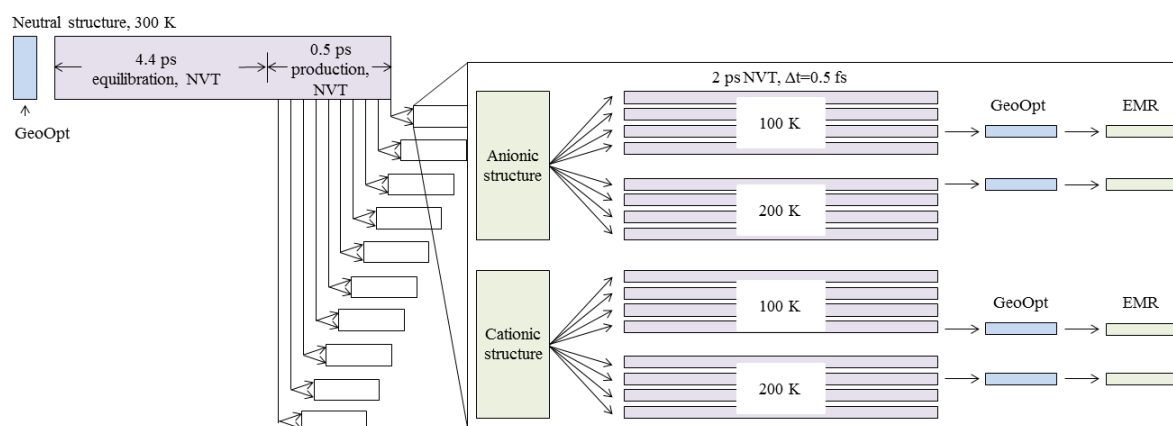 Neutral structure, 300 K
4.4 ps
equilibration, NVT
0.5 ps
production,
NVT
GeoOpt
2 ps NVT, Δt=0.5 fs
Anionic
structure
100 K
200 K
GeoOpt
EMR
Cationic
structure
100 K
200 K
GeoOpt
EMR